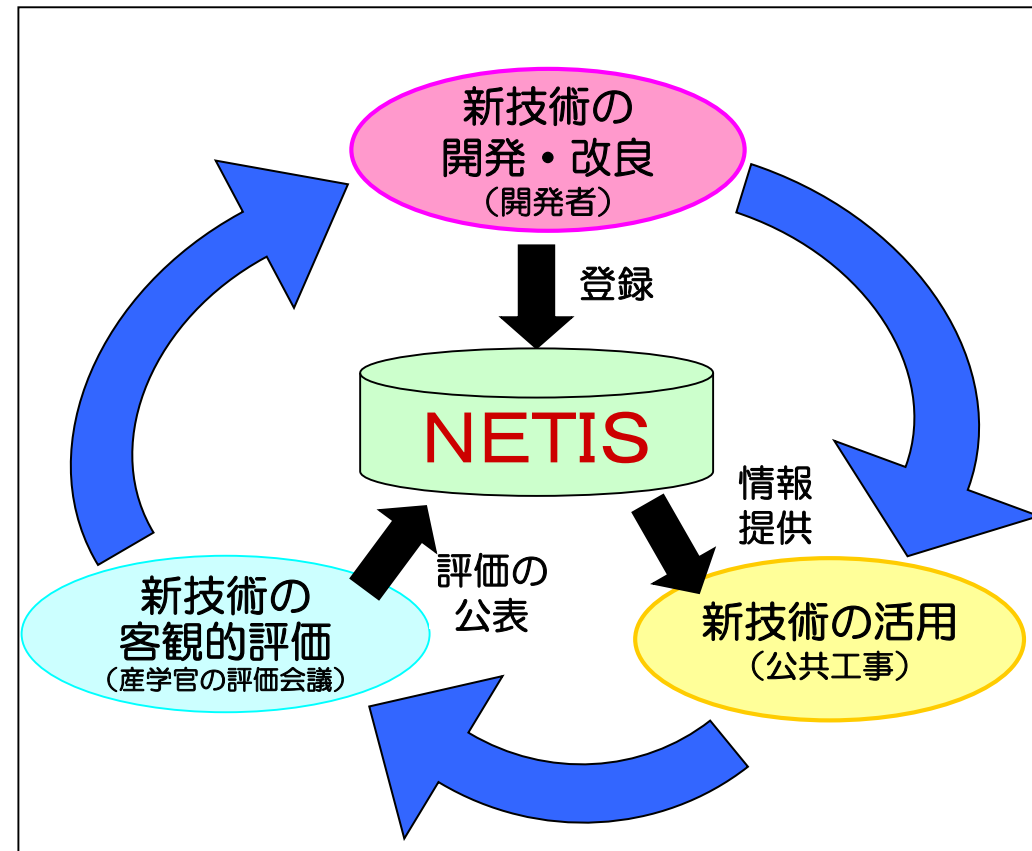 新技術の
開発・改良
（開発者）
登録
NETIS
情報
提供
評価の
公表
新技術の
客観的評価
（産学官の評価会議）
新技術の活用
（公共工事）